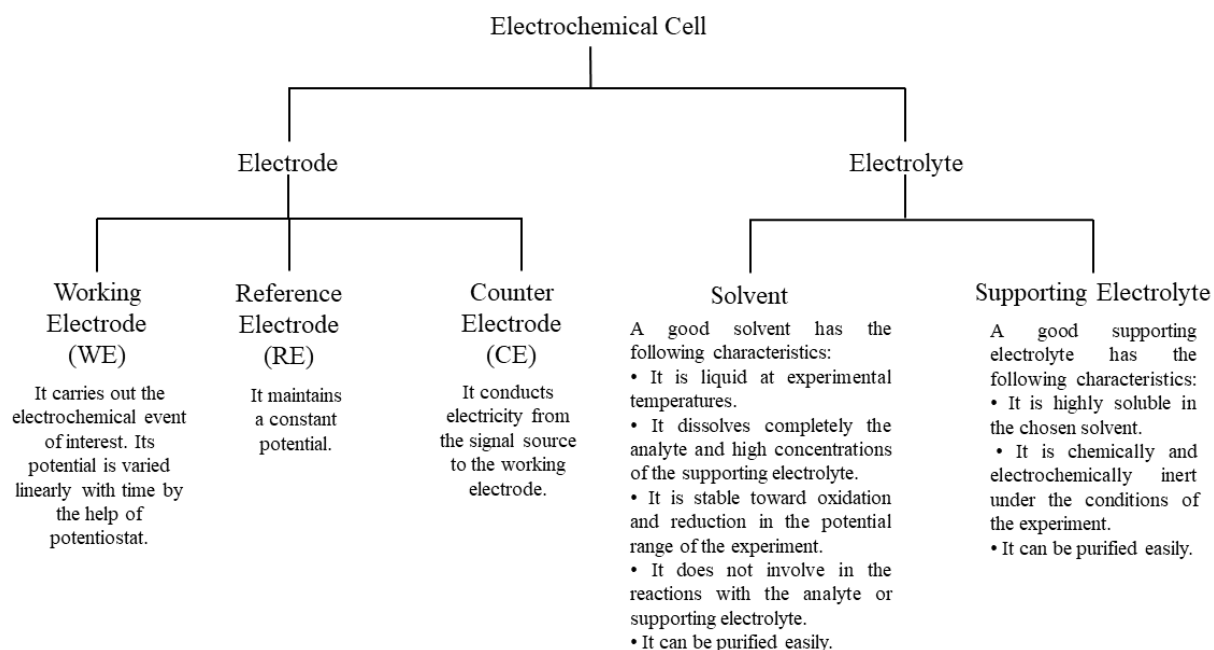 Electrochemical Cell
Electrode
Electrolyte
Working
Electrode
(WE)
It carries out the
electrochemical event
of interest. Its
potential is varied
linearly with time by
the help of
potentiostat.
Reference
Electrode
(RE)
It maintains
a constant
potential.
Counter
Electrode
(CE)
It conducts
electricity from
the signal source
to the working
electrode.
Solvent
A good solvent has the
following characteristics:
• It is liquid at experimental
temperatures.
• It dissolves completely the
analyte and high concentrations
of the supporting electrolyte.
• It is stable toward oxidation
and reduction in the potential
range of the experiment.
• It does not involve in the
reactions with the analyte or
supporting electrolyte.
• It can be purified easily.
Supporting Electrolyte
A good supporting
electrolyte has the
following characteristics:
• It is highly soluble in
the chosen solvent.
• It is chemically and
electrochemically inert
under the conditions of
the experiment.
• It can be purified easily.